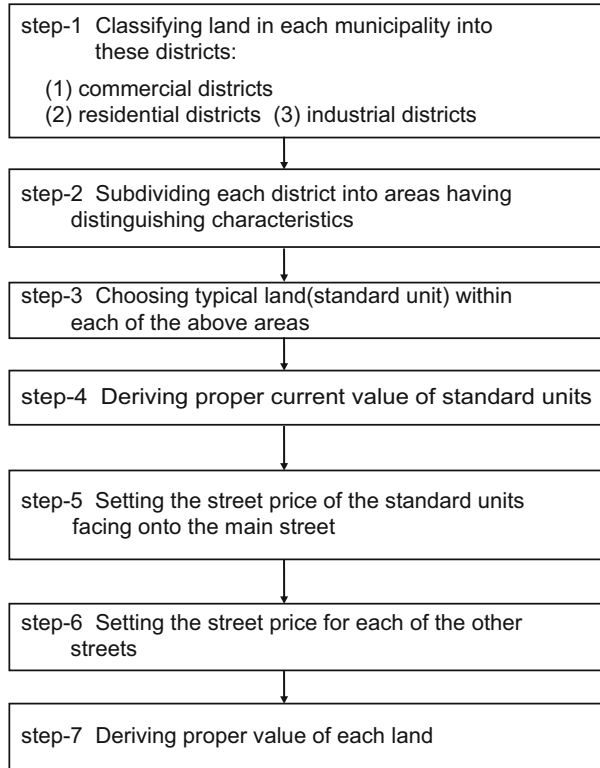 step-1 Classifying land in each municipality into
these districts:
(1) commercial districts
(2) residential districts (3) industrial districts
step-2 Subdividing each district into areas having
distinguishing characteristics
step-3 Choosing typical land(standard unit) within
each of the above areas
step-4 Deriving proper current value of standard units
step-5 Setting the street price of the standard units
facing onto the main street
step-6 Setting the street price for each of the other
streets
step-7 Deriving proper value of each land